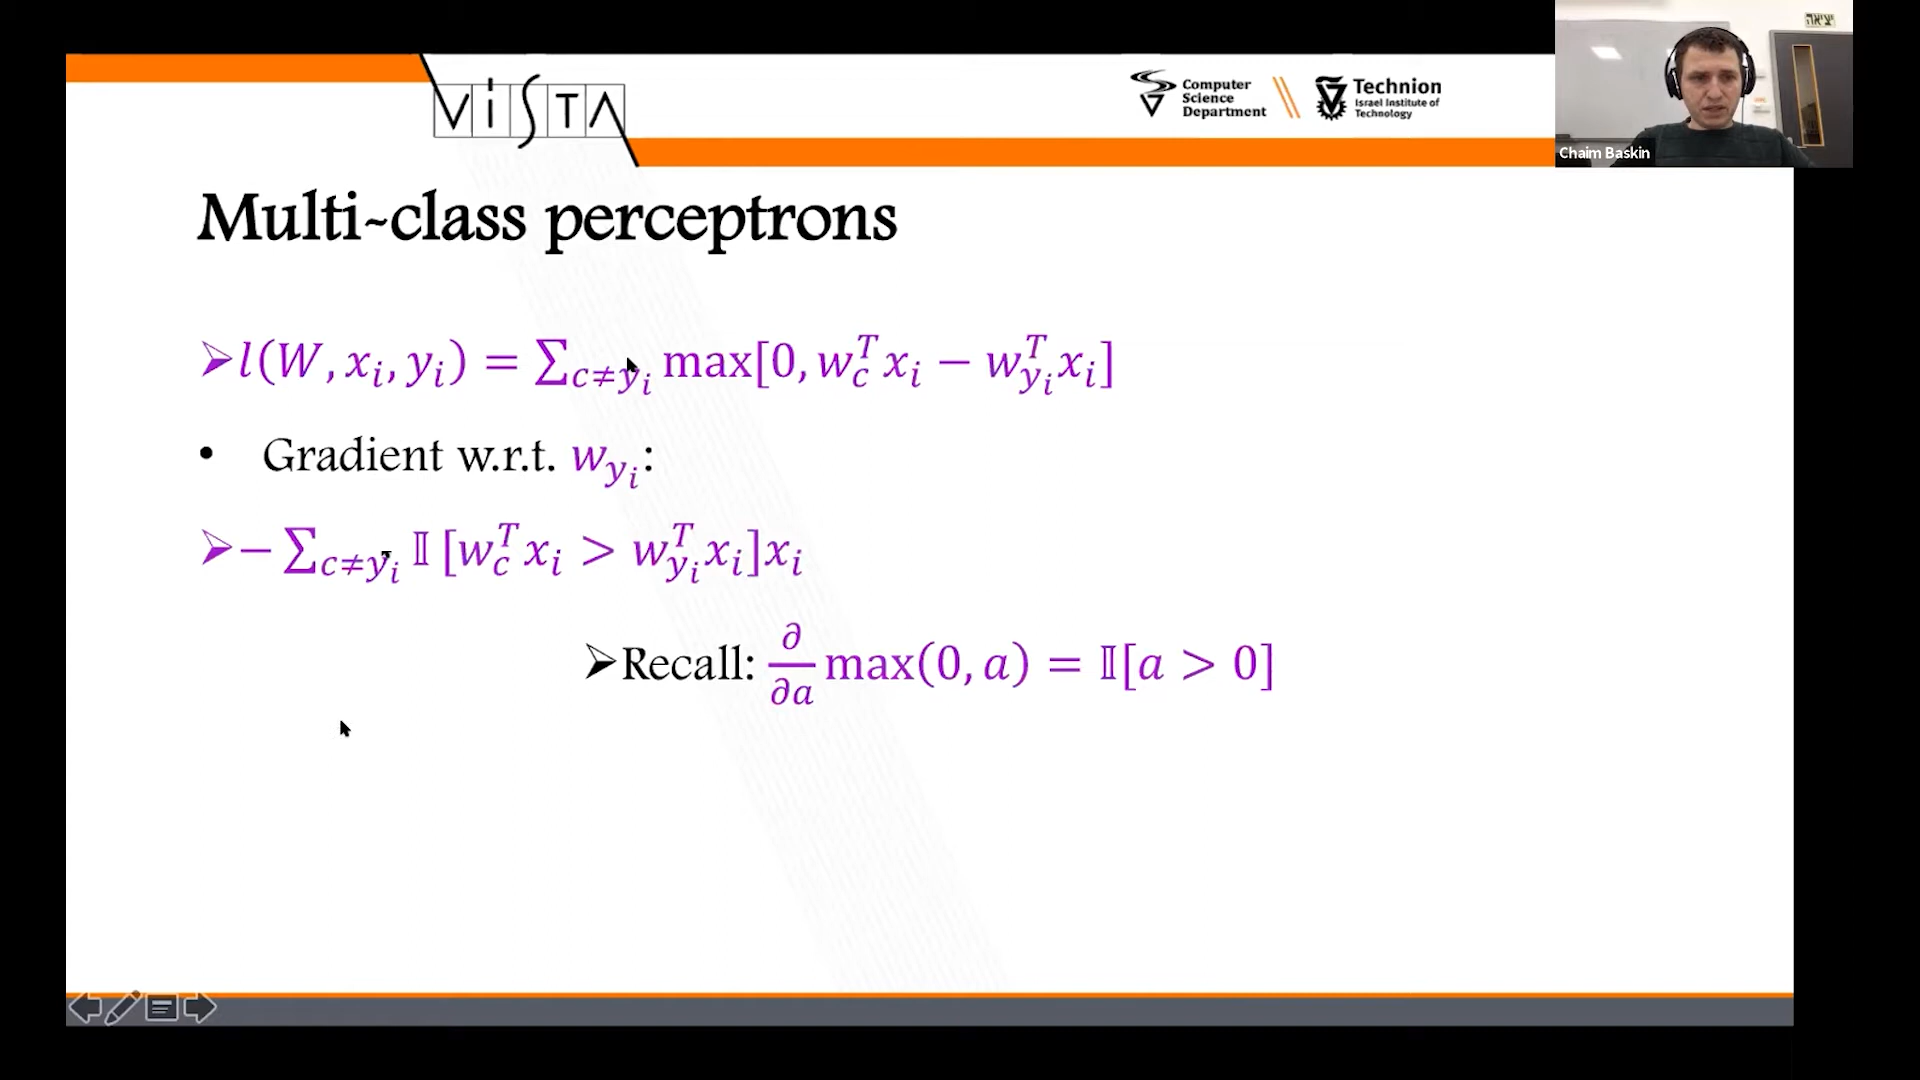 VISTA
Computer
Science
Department
Technion
Israel Institute of
Technology
יציאה
Chaim Baskin
Multi-class perceptrons
➢ l(W, x_i, y_i) = ∑_{c≠y_i} max[0, w_c^T x_i − w_{y_i}^T x_i]
• Gradient w.r.t. w_{y_i}:
➢ − ∑_{c≠y_i} 𝕀 [w_c^T x_i > w_{y_i}^T x_i]x_i
➢ Recall: ∂/∂a max(0, a) = 𝕀[a > 0]